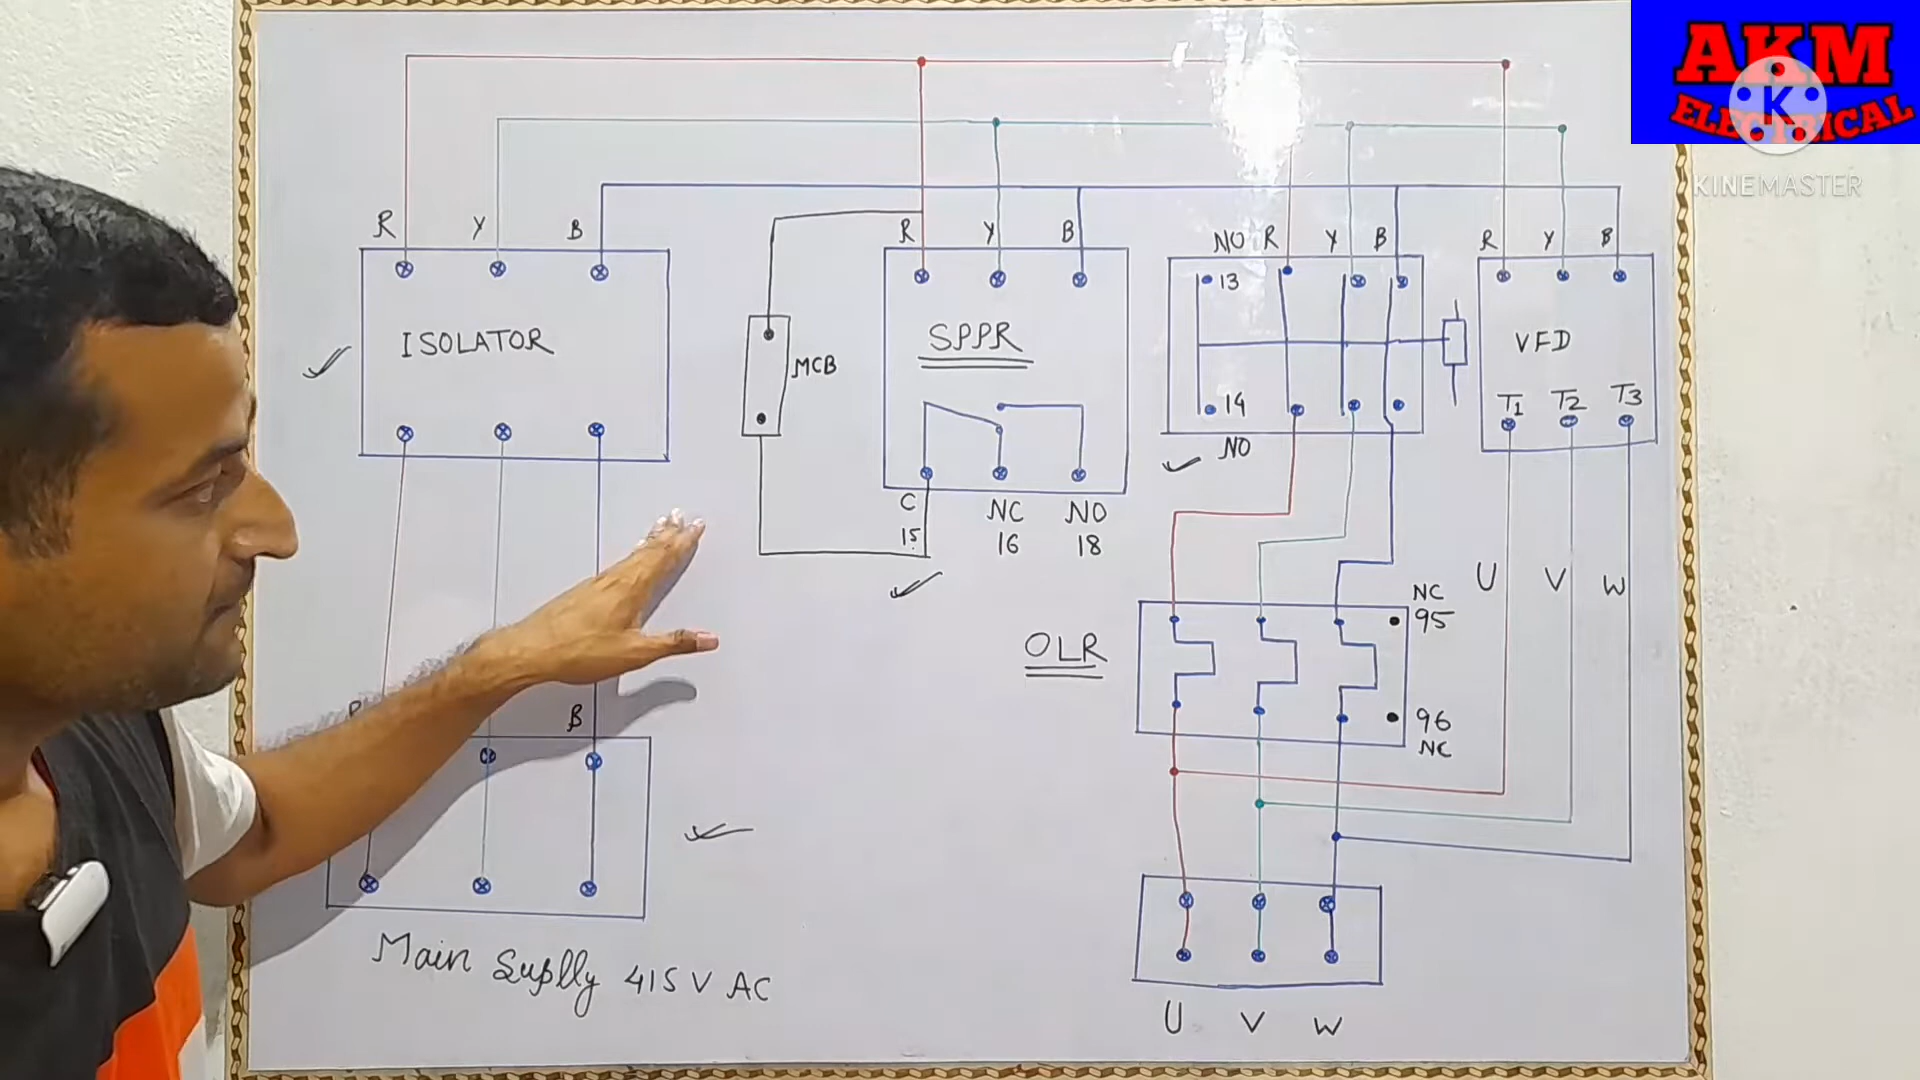 AKM
ELECTRICAL
K
KINEMASTER
R Y B
R Y B
NO R Y B
R Y B
ISOLATOR
MCB
SPPR
13
14
NO
VFD
T1 T2 T3
C NC NO
15 16 18
U V W
OLR
NC
95
96
NC
B
Main Suplly 415 V AC
U V W